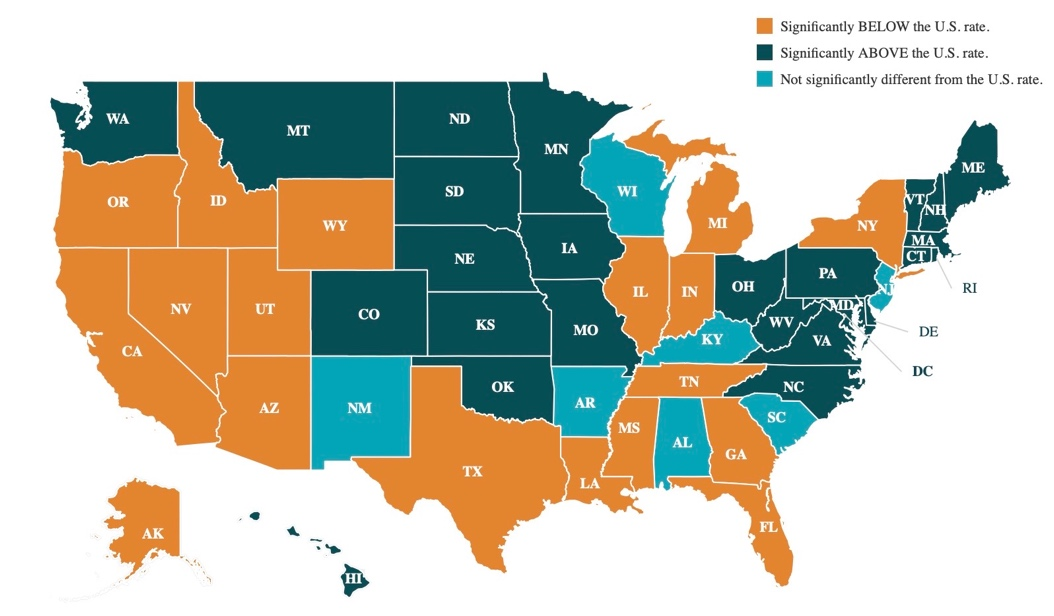 Significantly BELOW the U.S. rate.
Significantly ABOVE the U.S. rate.
Not significantly different from the U.S. rate.
WA
MT
ND
MN
ME
SD
WI
VT
NH
OR
ID
WY
MI
NY
MA
IA
CT
NE
PA
RI
OH
IL
IN
NJ
NV
UT
CO
MD
KS
MO
WV
DE
KY
VA
CA
DC
TN
OK
NC
AZ
NM
AR
SC
MS
AL
GA
TX
LA
FL
AK
HI